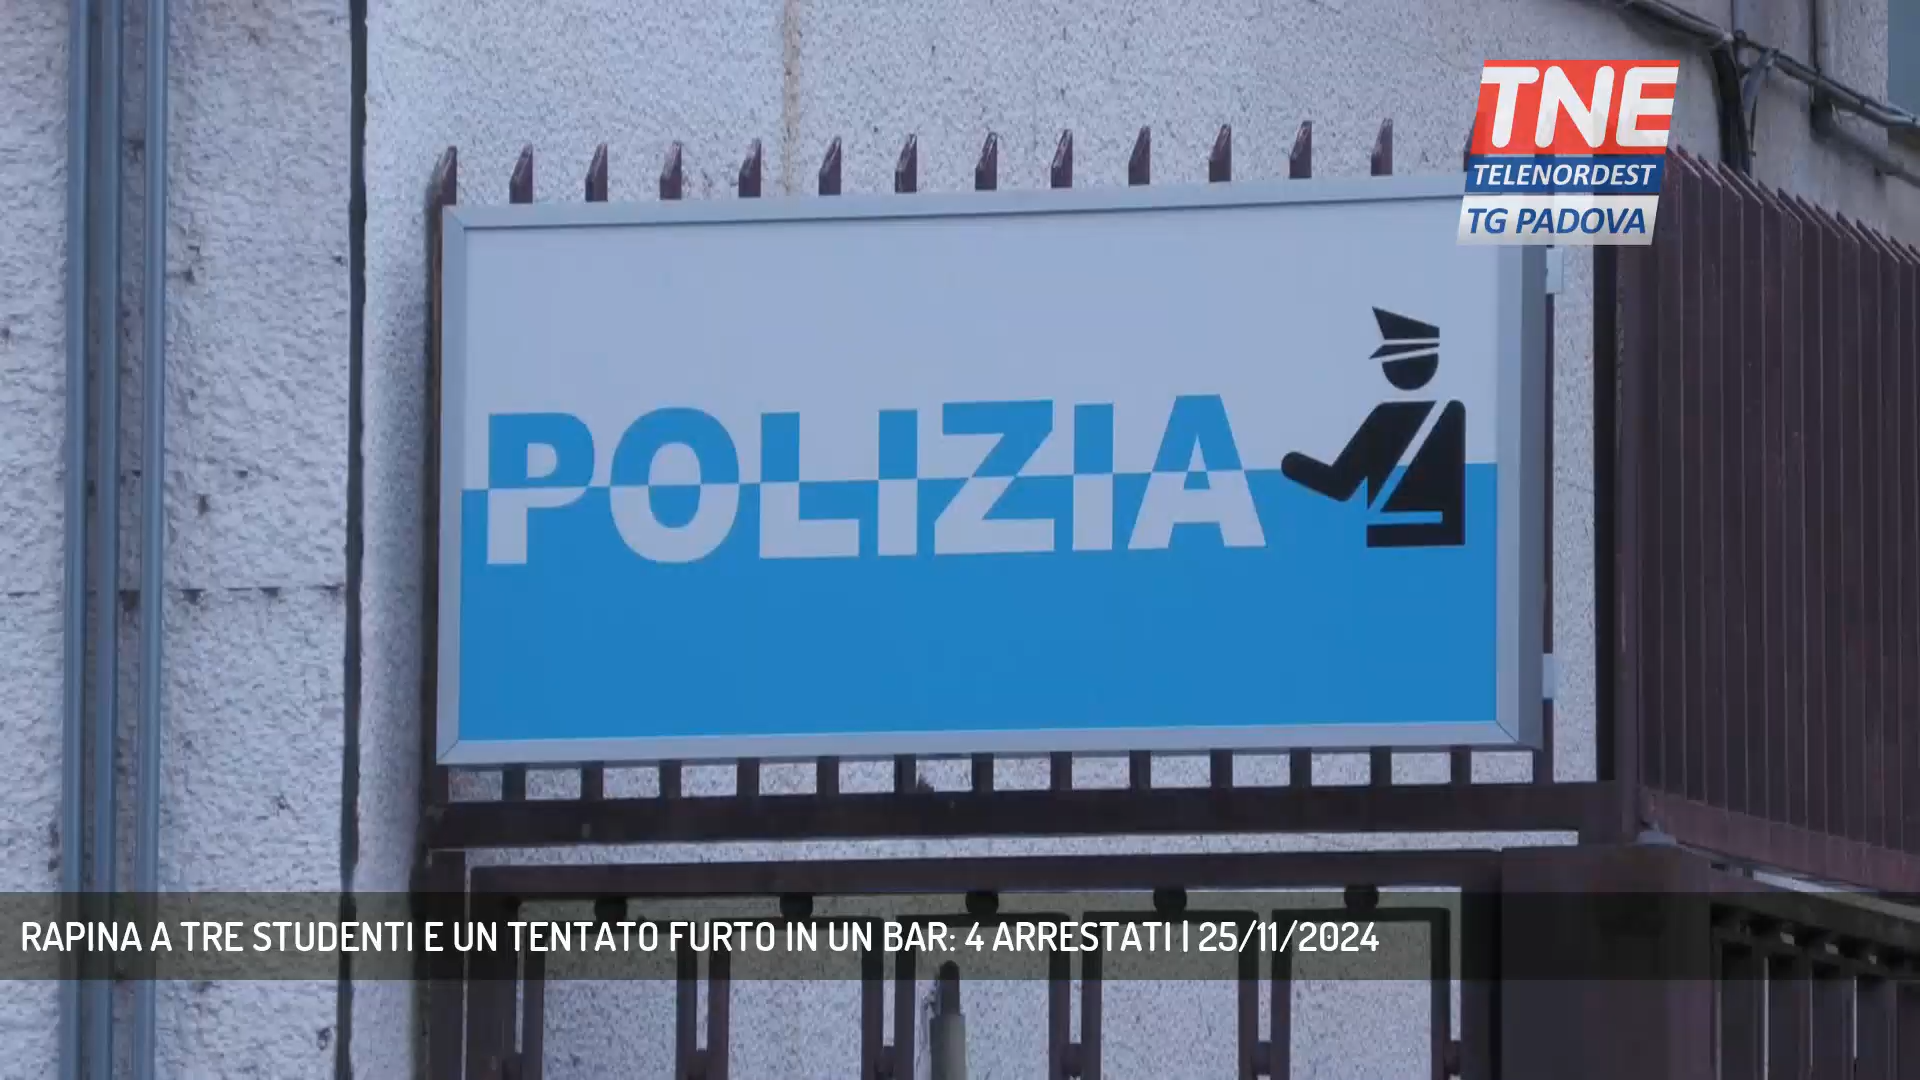 TNE
TELENORDEST
TG PADOVA
POLIZIA
RAPINA A TRE STUDENTI E UN TENTATO FURTO IN UN BAR: 4 ARRESTATI | 25/11/2024